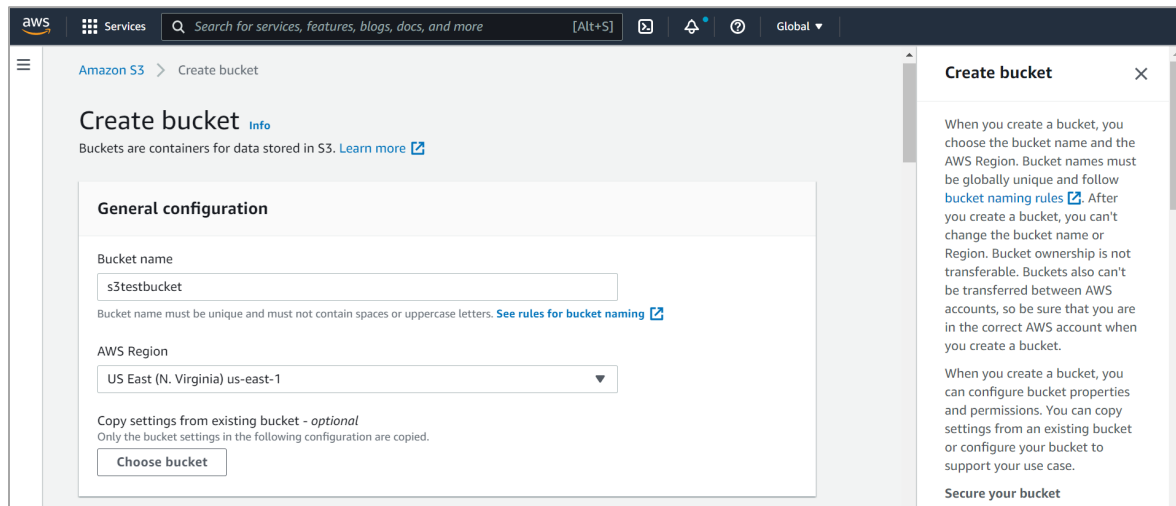 aws
Services
Search for services, features, blogs, docs, and more
[Alt+S]
Global
Amazon S3 > Create bucket
Create bucket Info
Buckets are containers for data stored in S3. Learn more
General configuration
Bucket name
s3testbucket
Bucket name must be unique and must not contain spaces or uppercase letters. See rules for bucket naming
AWS Region
US East (N. Virginia) us-east-1
Copy settings from existing bucket - optional
Only the bucket settings in the following configuration are copied.
Choose bucket
Create bucket
When you create a bucket, you
choose the bucket name and the
AWS Region. Bucket names must
be globally unique and follow
bucket naming rules. After
you create a bucket, you can't
change the bucket name or
Region. Bucket ownership is not
transferable. Buckets also can't
be transferred between AWS
accounts, so be sure that you are
in the correct AWS account when
you create a bucket.
When you create a bucket, you
can configure bucket properties
and permissions. You can copy
settings from an existing bucket
or configure your bucket to
support your use case.
Secure your bucket